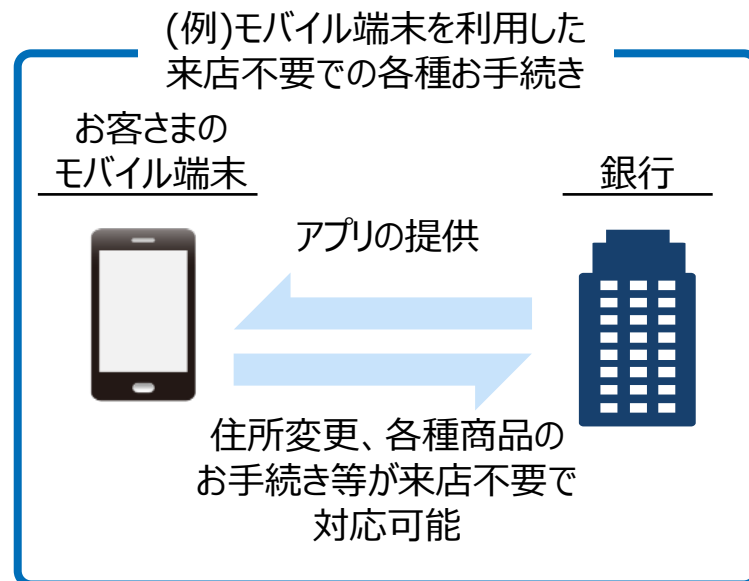 (例)モバイル端末を利用した
来店不要での各種お手続き
お客さまの
モバイル端末
銀行
アプリの提供
住所変更、各種商品の
お手続き等が来店不要で
対応可能